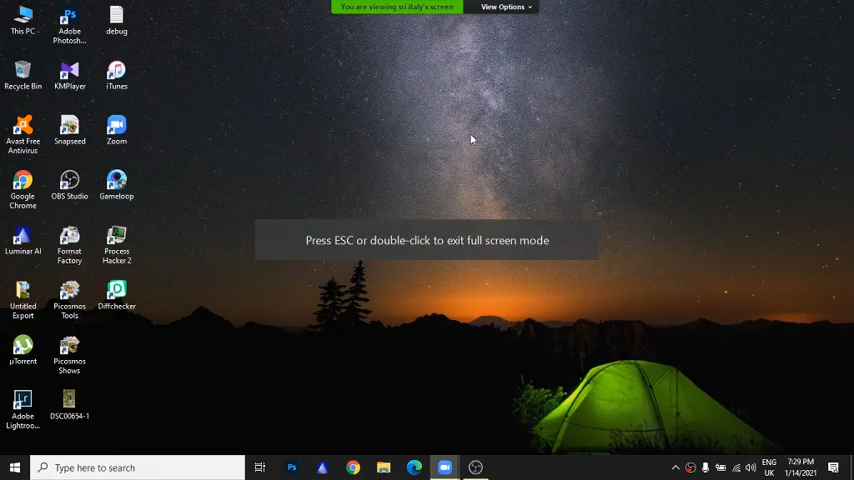 You are viewing sri italy's screen
View Options
This PC -
Adobe
Photosh...
debug
Recycle Bin
KMPlayer
iTunes
Avast Free
Antivirus
Snapseed
Zoom
Google
Chrome
OBS Studio
Gameloop
Press ESC or double-click to exit full screen mode
Luminar AI
Format
Factory
Process
Hacker 2
Untitled
Export
Picosmos
Tools
Diffchecker
µTorrent
Picosmos
Shows
Adobe
Lightroo...
DSC00654-1
Type here to search
ENG
UK
7:29 PM
1/14/2021